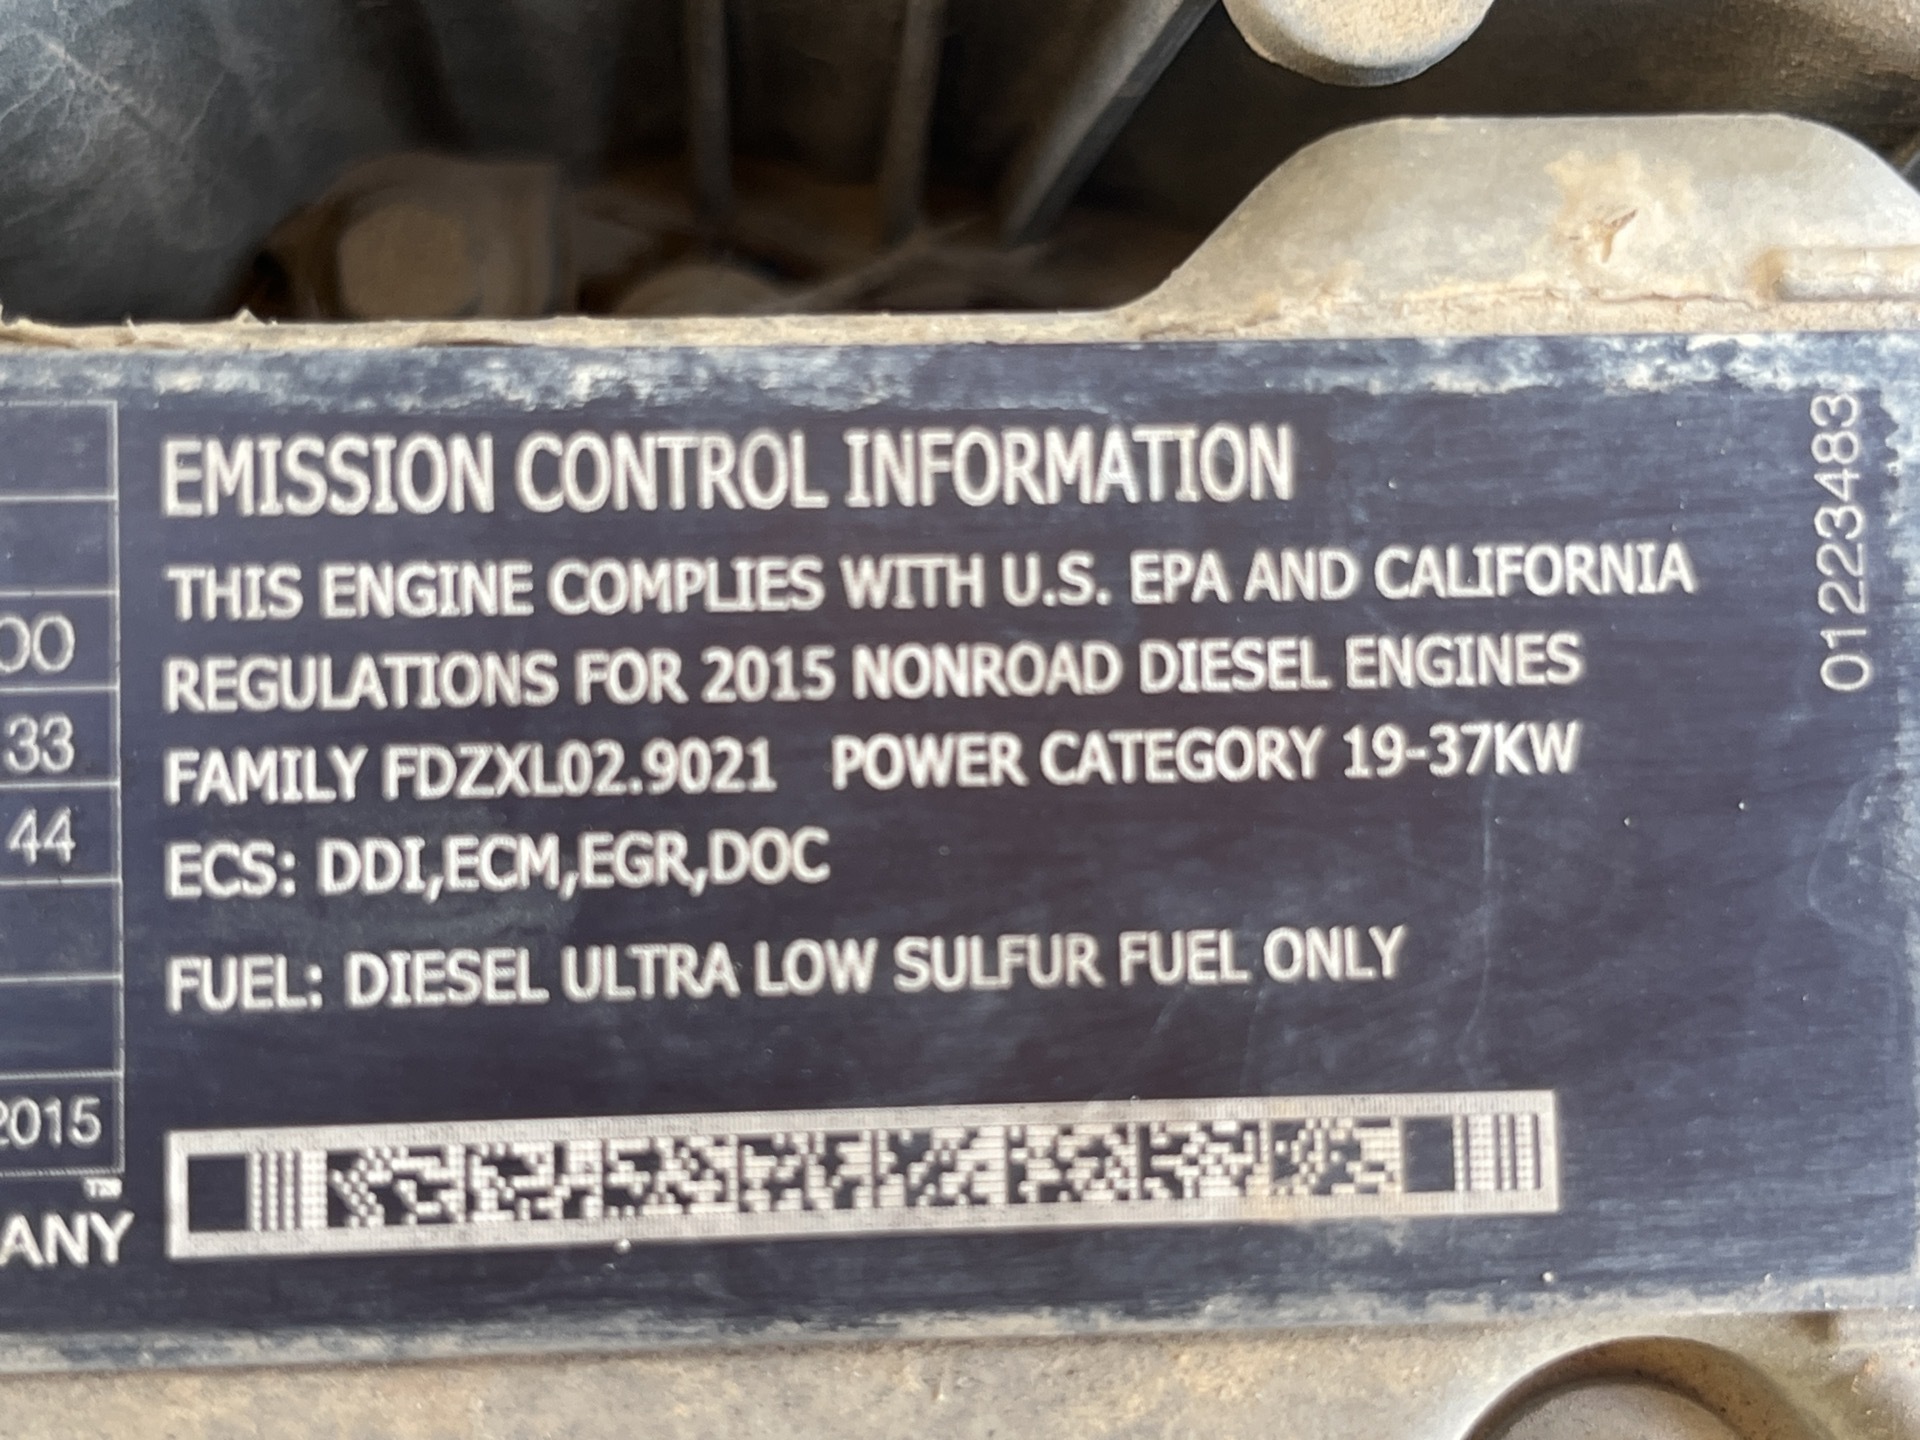 EMISSION CONTROL INFORMATION
THIS ENGINE COMPLIES WITH U.S. EPA AND CALIFORNIA
REGULATIONS FOR 2015 NONROAD DIESEL ENGINES
FAMILY FDZXL02.9021 POWER CATEGORY 19-37KW
ECS: DDI,ECM,EGR,DOC
FUEL: DIESEL ULTRA LOW SULFUR FUEL ONLY
01223483
00
33
44
2015
TM
ANY